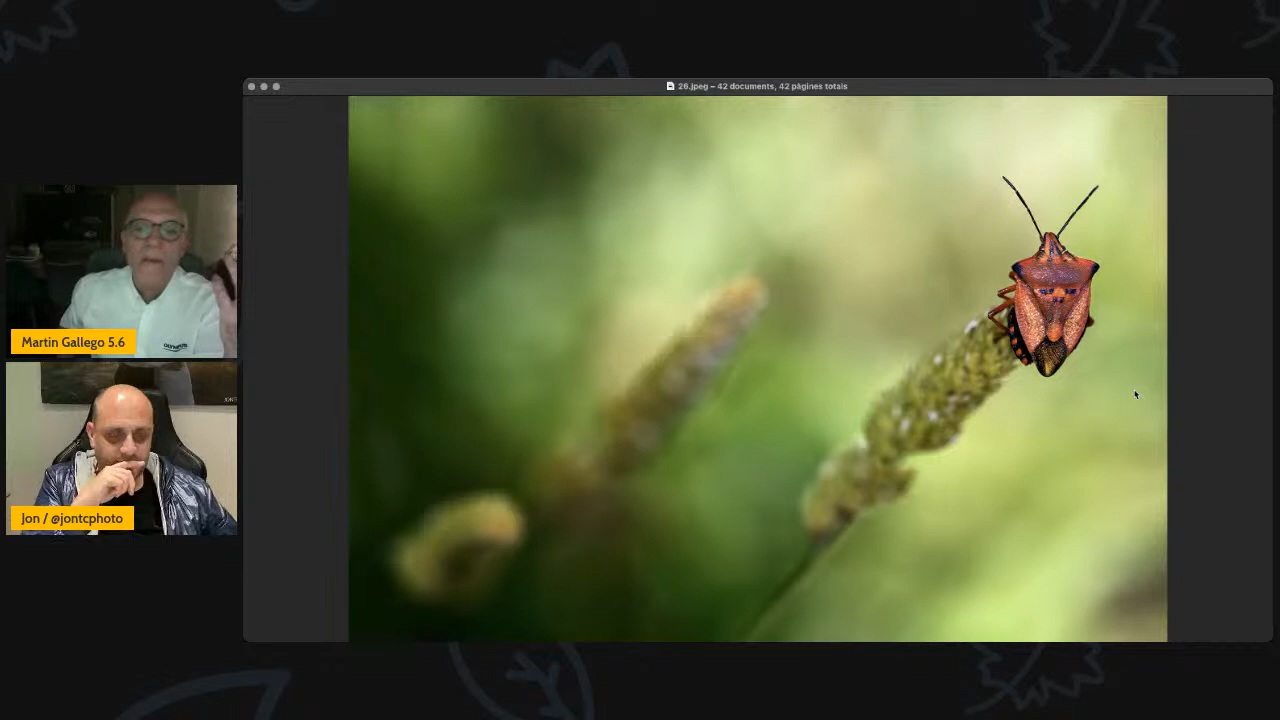 26.jpeg – 42 documents, 42 pàgines totals
Martin Gallego 5.6
Jon / @jontcphoto